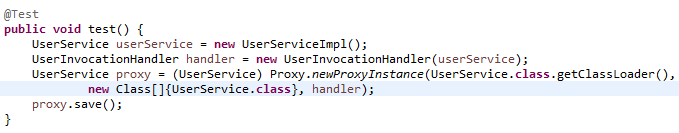 @Test
public void test() {
    UserService userService = new UserServiceImpl();
    UserInvocationHandler handler = new UserInvocationHandler(userService);
    UserService proxy = (UserService) Proxy.newProxyInstance(UserService.class.getClassLoader(),
            new Class[]{UserService.class}, handler);
    proxy.save();
}